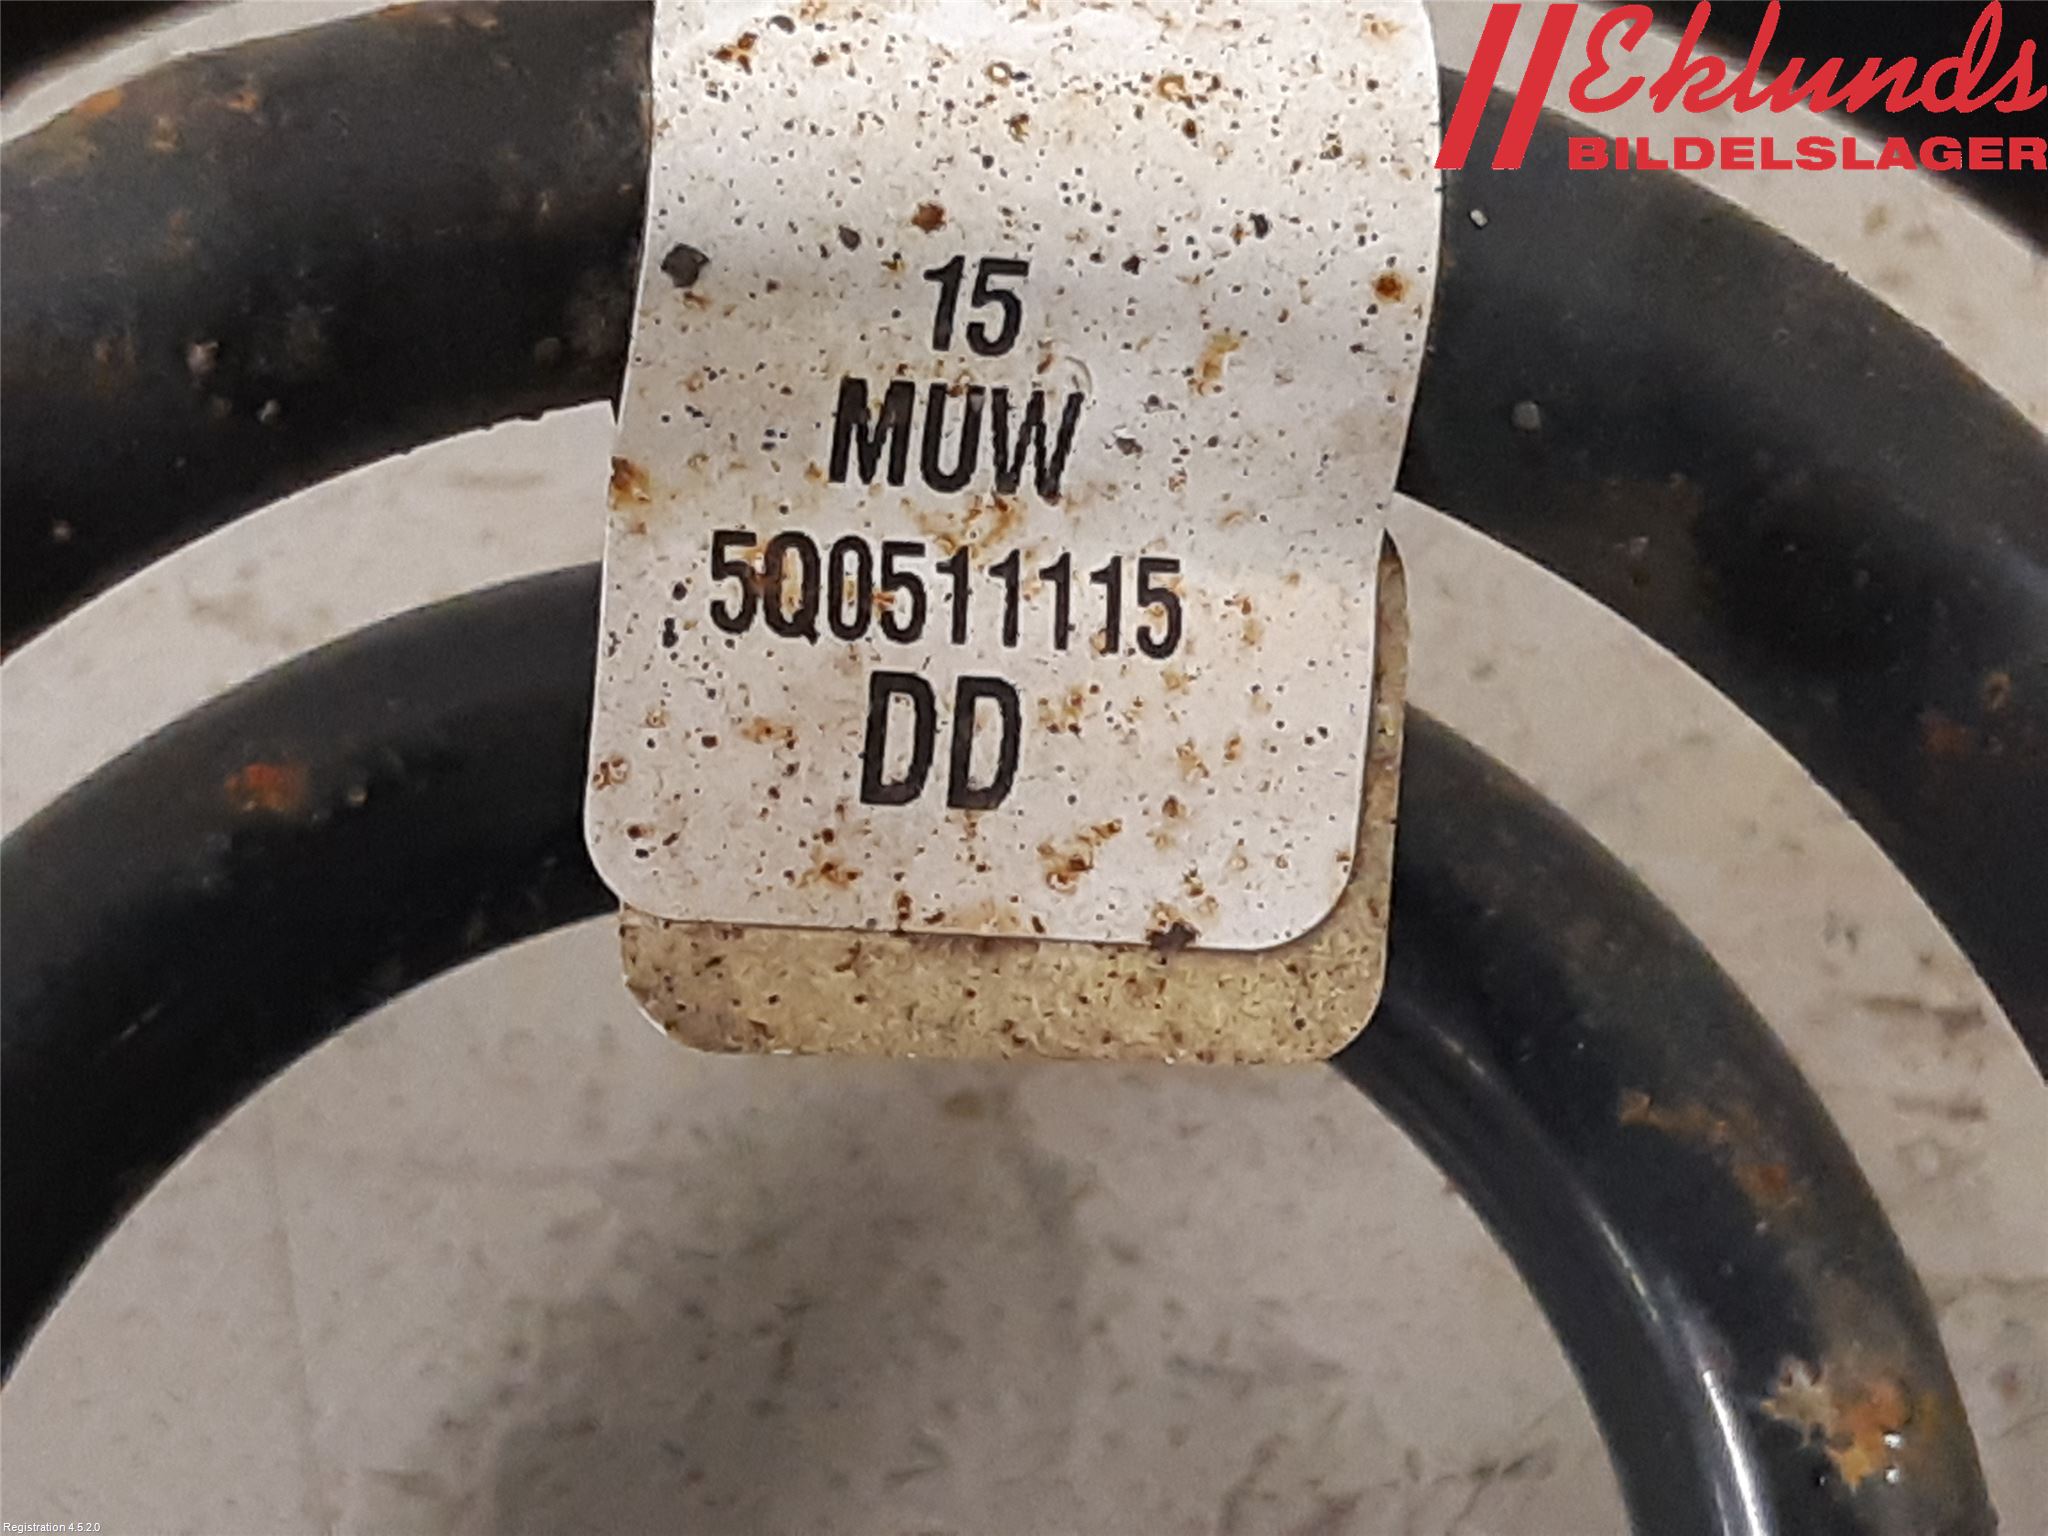 Eklunds
BILDELSLAGER
15
MUW
5Q0511115
DD
Registration 4.5.2.0